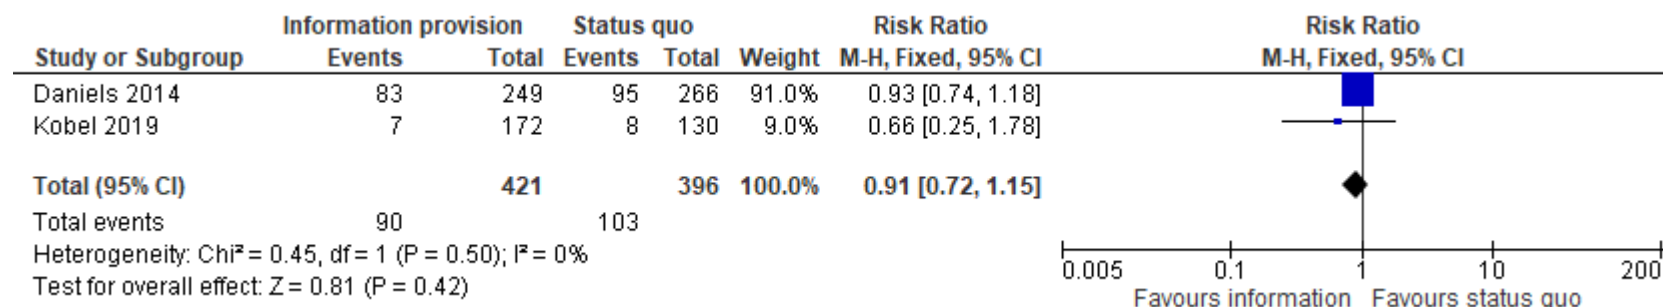 Information provision Status quo Risk Ratio Risk Ratio
Study or Subgroup Events Total Events Total Weight M-H, Fixed, 95% CI M-H, Fixed, 95% CI
Daniels 2014 83 249 95 266 91.0% 0.93 [0.74, 1.18]
Kobel 2019 7 172 8 130 9.0% 0.66 [0.25, 1.78]
Total (95% CI) 421 396 100.0% 0.91 [0.72, 1.15]
Total events 90 103
Heterogeneity: Chi² = 0.45, df = 1 (P = 0.50); I² = 0%
Test for overall effect: Z = 0.81 (P = 0.42)
0.005 0.1 1 10 200
Favours information Favours status quo